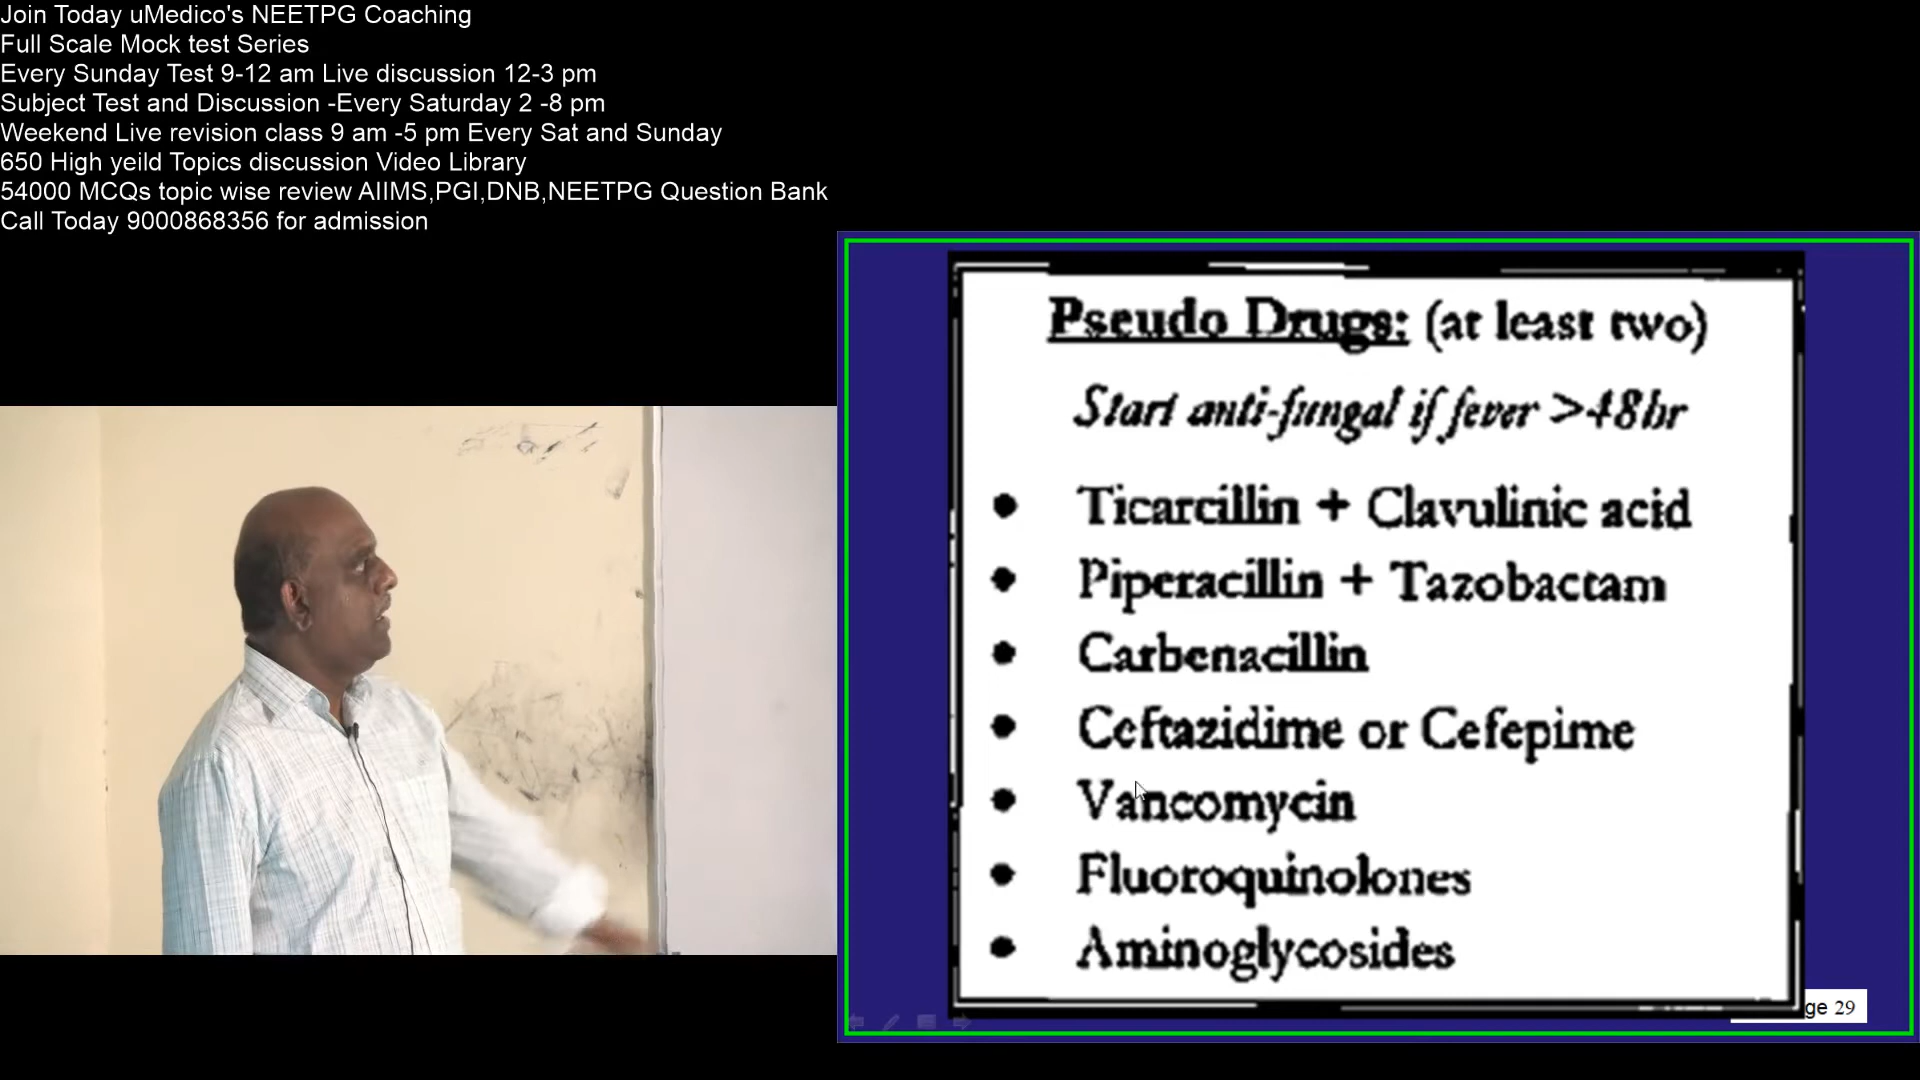 Join Today uMedico's NEETPG Coaching
Full Scale Mock test Series
Every Sunday Test 9-12 am Live discussion 12-3 pm
Subject Test and Discussion -Every Saturday 2 -8 pm
Weekend Live revision class 9 am -5 pm Every Sat and Sunday
650 High yeild Topics discussion Video Library
54000 MCQs topic wise review AIIMS,PGI,DNB,NEETPG Question Bank
Call Today 9000868356 for admission
Pseudo Drugs: (at least two)
Start anti-fungal if fever >48hr
• Ticarcillin + Clavulinic acid
• Piperacillin + Tazobactam
• Carbenacillin
• Ceftazidime or Cefepime
• Vancomycin
• Fluoroquinolones
• Aminoglycosides
ge 29